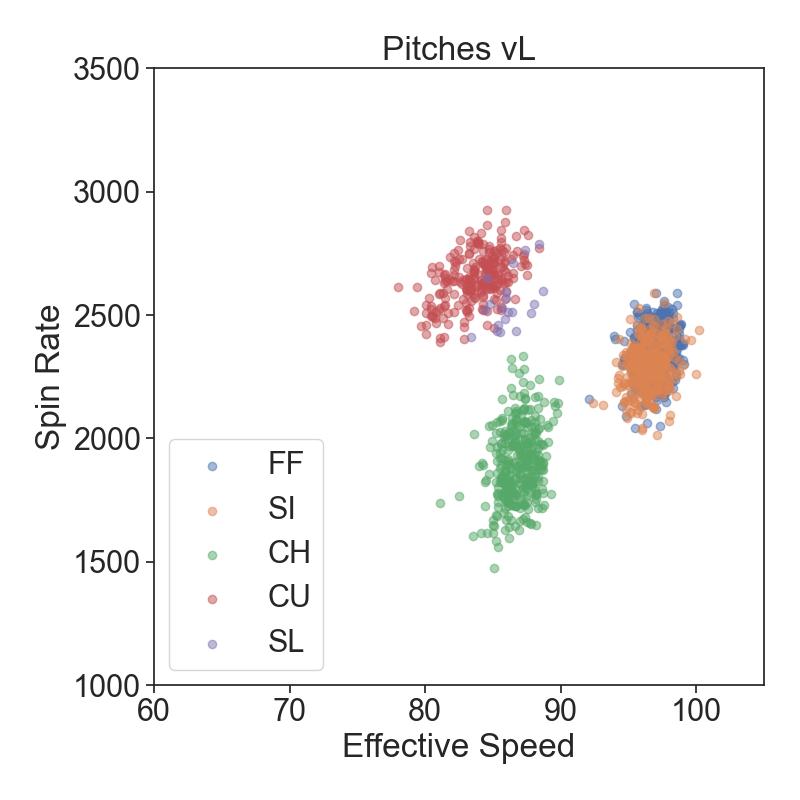 Pitches vL
3500
3000
2500
2000
1500
1000
Spin Rate
FF
SI
CH
CU
SL
60 70 80 90 100
Effective Speed